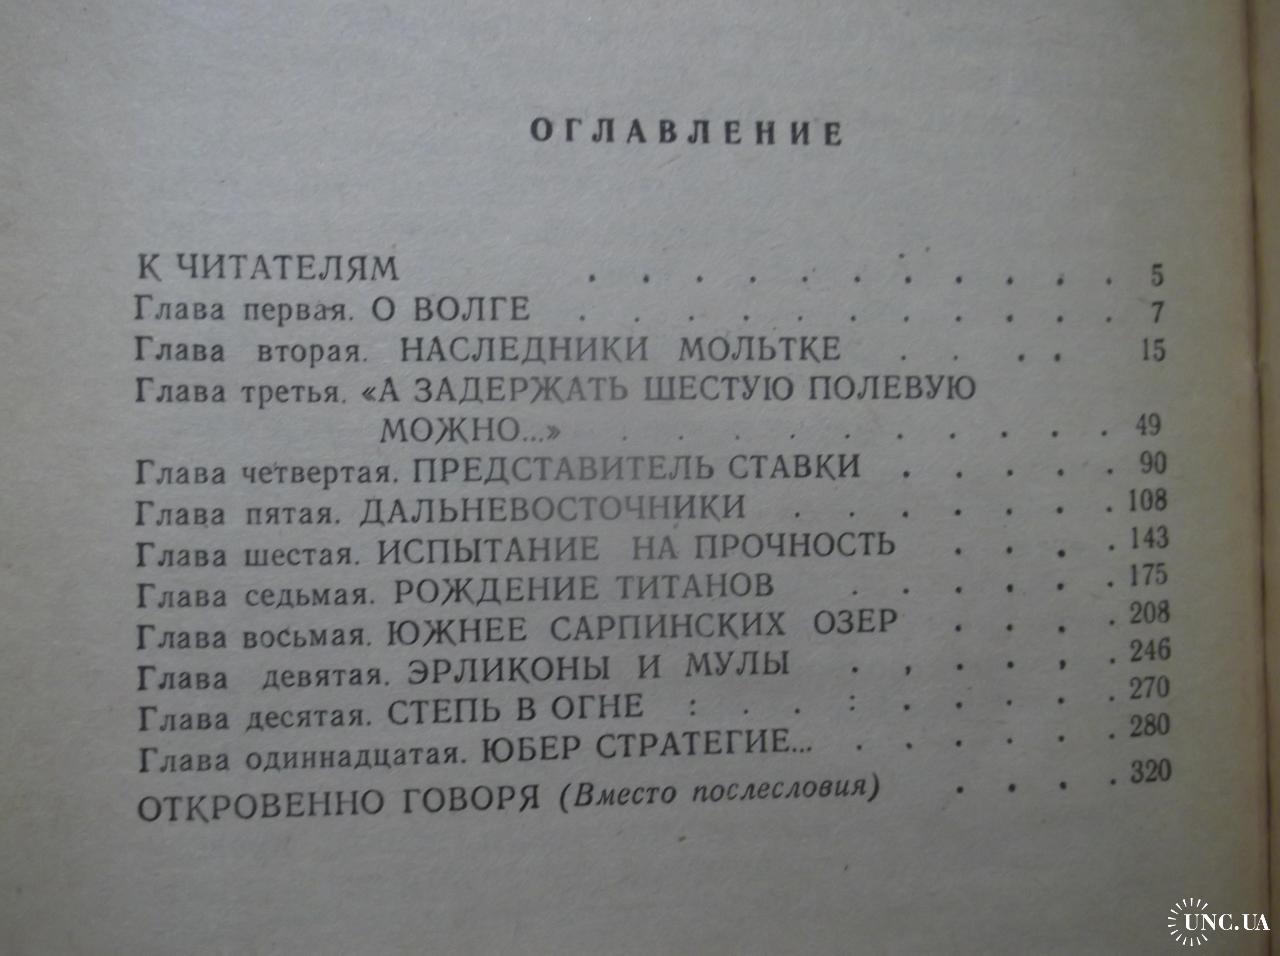 ОГЛАВЛЕНИЕ
К ЧИТАТЕЛЯМ . . . . . . . . . . . 5
Глава первая. О ВОЛГЕ . . . . . . . . . . . 7
Глава вторая. НАСЛЕДНИКИ МОЛЬТКЕ . . . . 15
Глава третья. «А ЗАДЕРЖАТЬ ШЕСТУЮ ПОЛЕВУЮ
МОЖНО...» . . . . . . . . . . 49
Глава четвертая. ПРЕДСТАВИТЕЛЬ СТАВКИ . . . . . 90
Глава пятая. ДАЛЬНЕВОСТОЧНИКИ . . . . . . . 108
Глава шестая. ИСПЫТАНИЕ НА ПРОЧНОСТЬ . . . . 143
Глава седьмая. РОЖДЕНИЕ ТИТАНОВ . . . . . . 175
Глава восьмая. ЮЖНЕЕ САРПИНСКИХ ОЗЕР . . . . 208
Глава девятая. ЭРЛИКОНЫ И МУЛЫ . , . . , . 246
Глава десятая. СТЕПЬ В ОГНЕ : . . : . . . . . 270
Глава одиннадцатая. ЮБЕР СТРАТЕГИЕ... . . . . . . 280
ОТКРОВЕННО ГОВОРЯ (Вместо послесловия) . . . . 320
UNC.UA